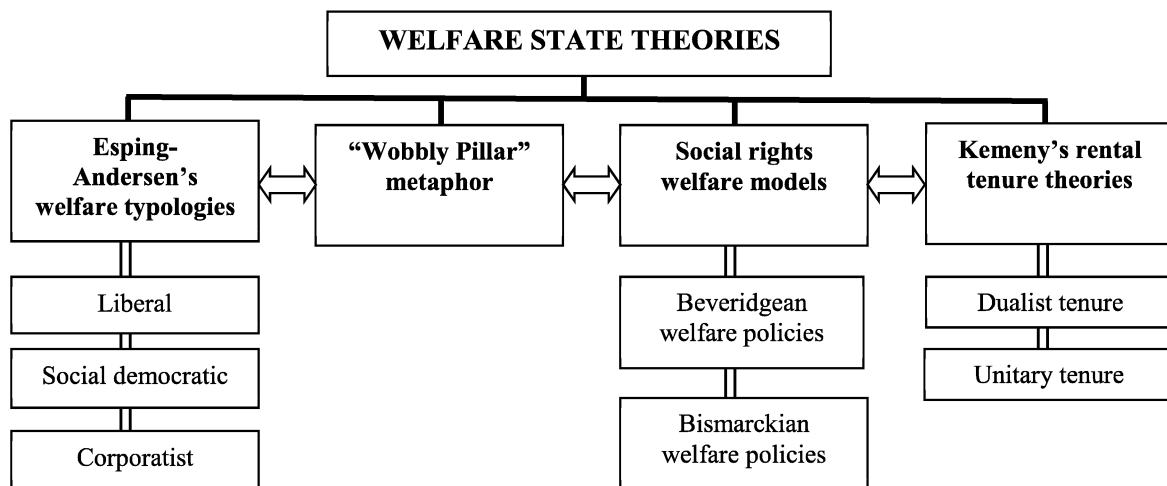 WELFARE STATE THEORIES
Esping-
Andersen’s
welfare typologies
“Wobbly Pillar”
metaphor
Social rights
welfare models
Kemeny’s rental
tenure theories
Liberal
Social democratic
Corporatist
Beveridgean
welfare policies
Bismarckian
welfare policies
Dualist tenure
Unitary tenure